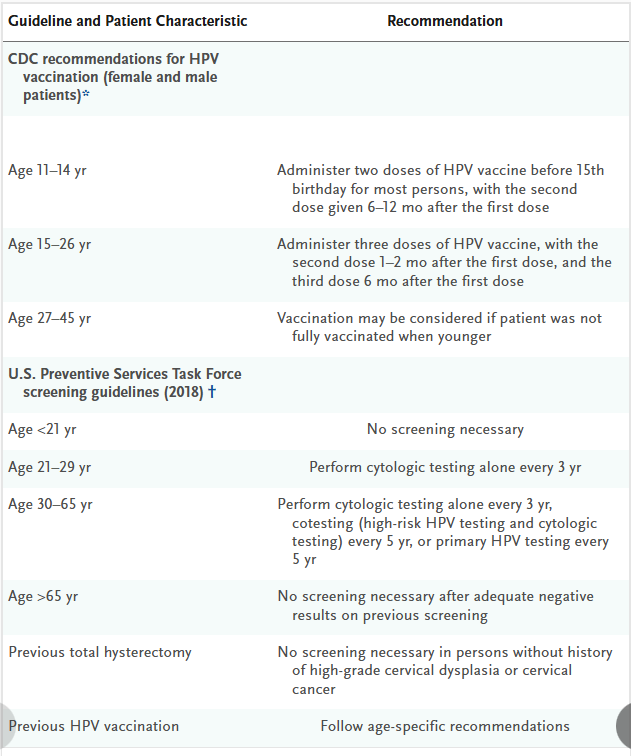 Guideline and Patient Characteristic
Recommendation
CDC recommendations for HPV
vaccination (female and male
patients)*
Age 11–14 yr
Administer two doses of HPV vaccine before 15th
birthday for most persons, with the second
dose given 6–12 mo after the first dose
Age 15–26 yr
Administer three doses of HPV vaccine, with the
second dose 1–2 mo after the first dose, and the
third dose 6 mo after the first dose
Age 27–45 yr
Vaccination may be considered if patient was not
fully vaccinated when younger
U.S. Preventive Services Task Force
screening guidelines (2018) †
Age <21 yr
No screening necessary
Age 21–29 yr
Perform cytologic testing alone every 3 yr
Age 30–65 yr
Perform cytologic testing alone every 3 yr,
cotesting (high-risk HPV testing and cytologic
testing) every 5 yr, or primary HPV testing every
5 yr
Age >65 yr
No screening necessary after adequate negative
results on previous screening
Previous total hysterectomy
No screening necessary in persons without history
of high-grade cervical dysplasia or cervical
cancer
Previous HPV vaccination
Follow age-specific recommendations